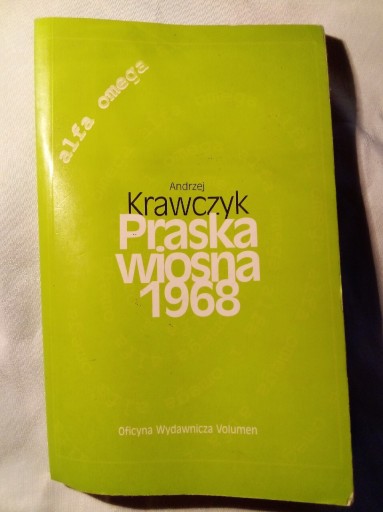 alfa omega
Andrzej
Krawczyk
Praska
wiosna
1968
Oficyna Wydawnicza Volumen